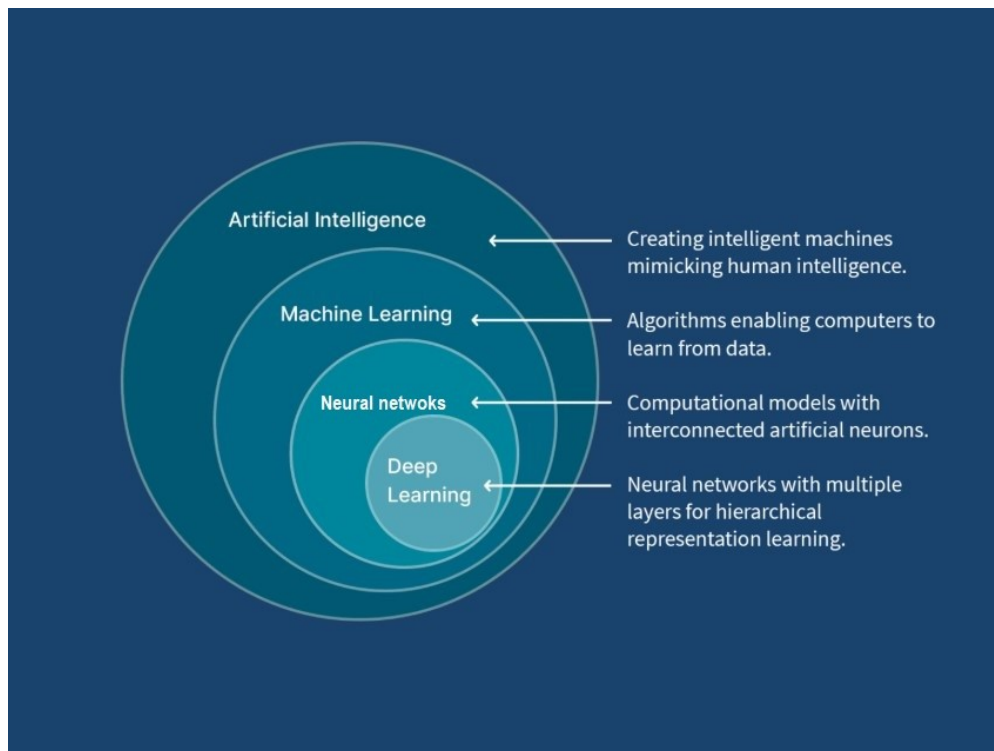 Artificial Intelligence
Creating intelligent machines
mimicking human intelligence.
Machine Learning
Algorithms enabling computers to
learn from data.
Neural netwoks
Computational models with
interconnected artificial neurons.
Deep
Learning
Neural networks with multiple
layers for hierarchical
representation learning.